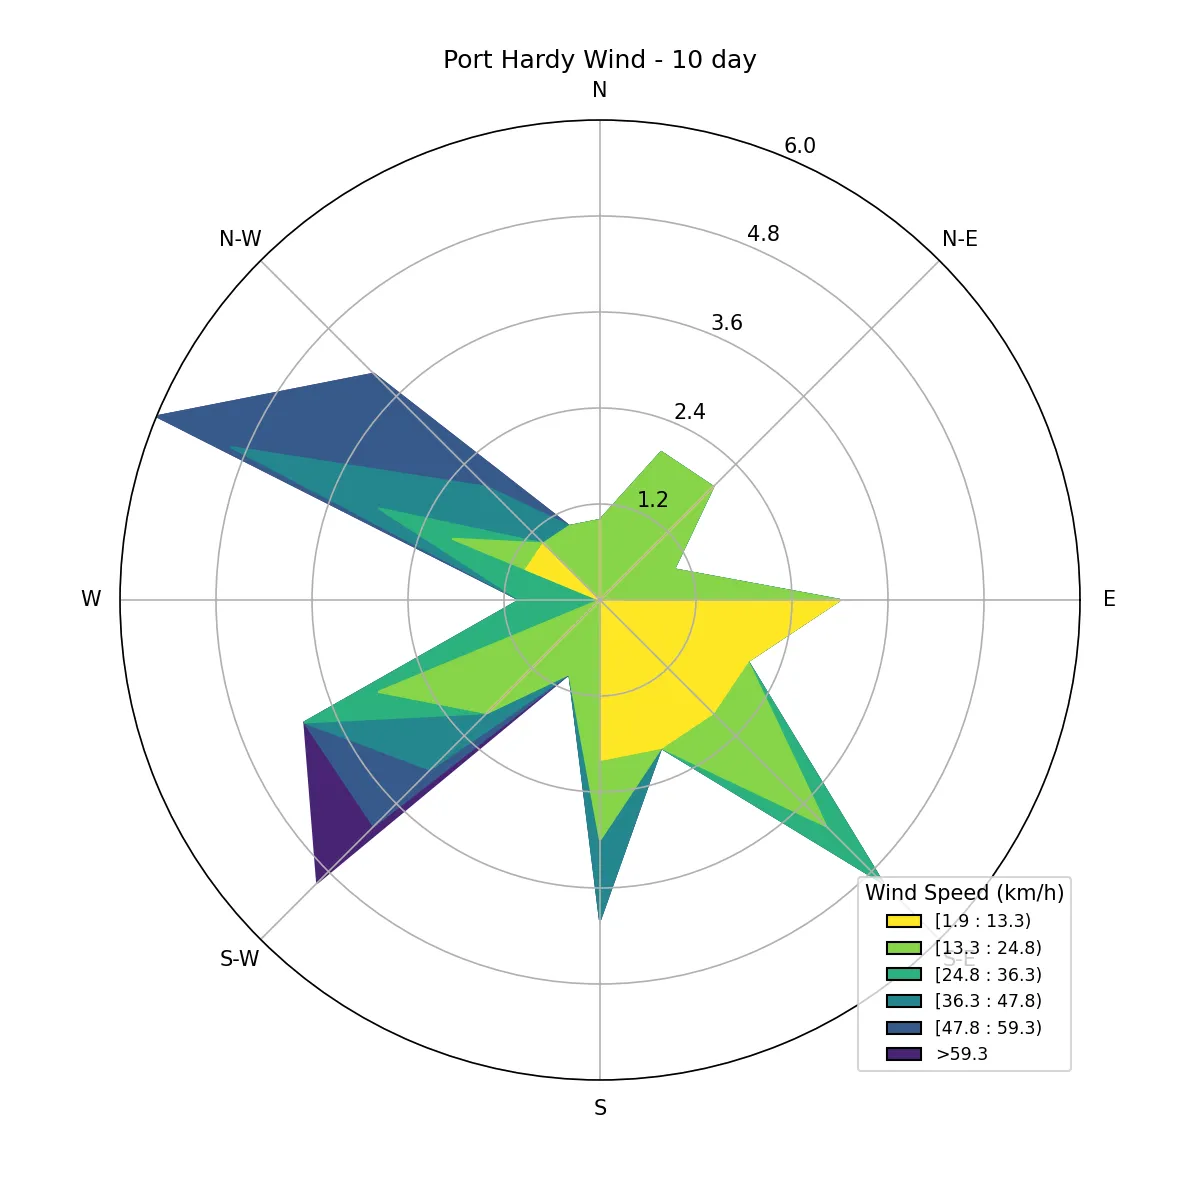 Port Hardy Wind - 10 day
N
6.0
N-W
4.8
N-E
3.6
2.4
1.2
W
E
Wind Speed (km/h)
[1.9 : 13.3)
[13.3 : 24.8)
S-W
S-E
[24.8 : 36.3)
[36.3 : 47.8)
[47.8 : 59.3)
>59.3
S